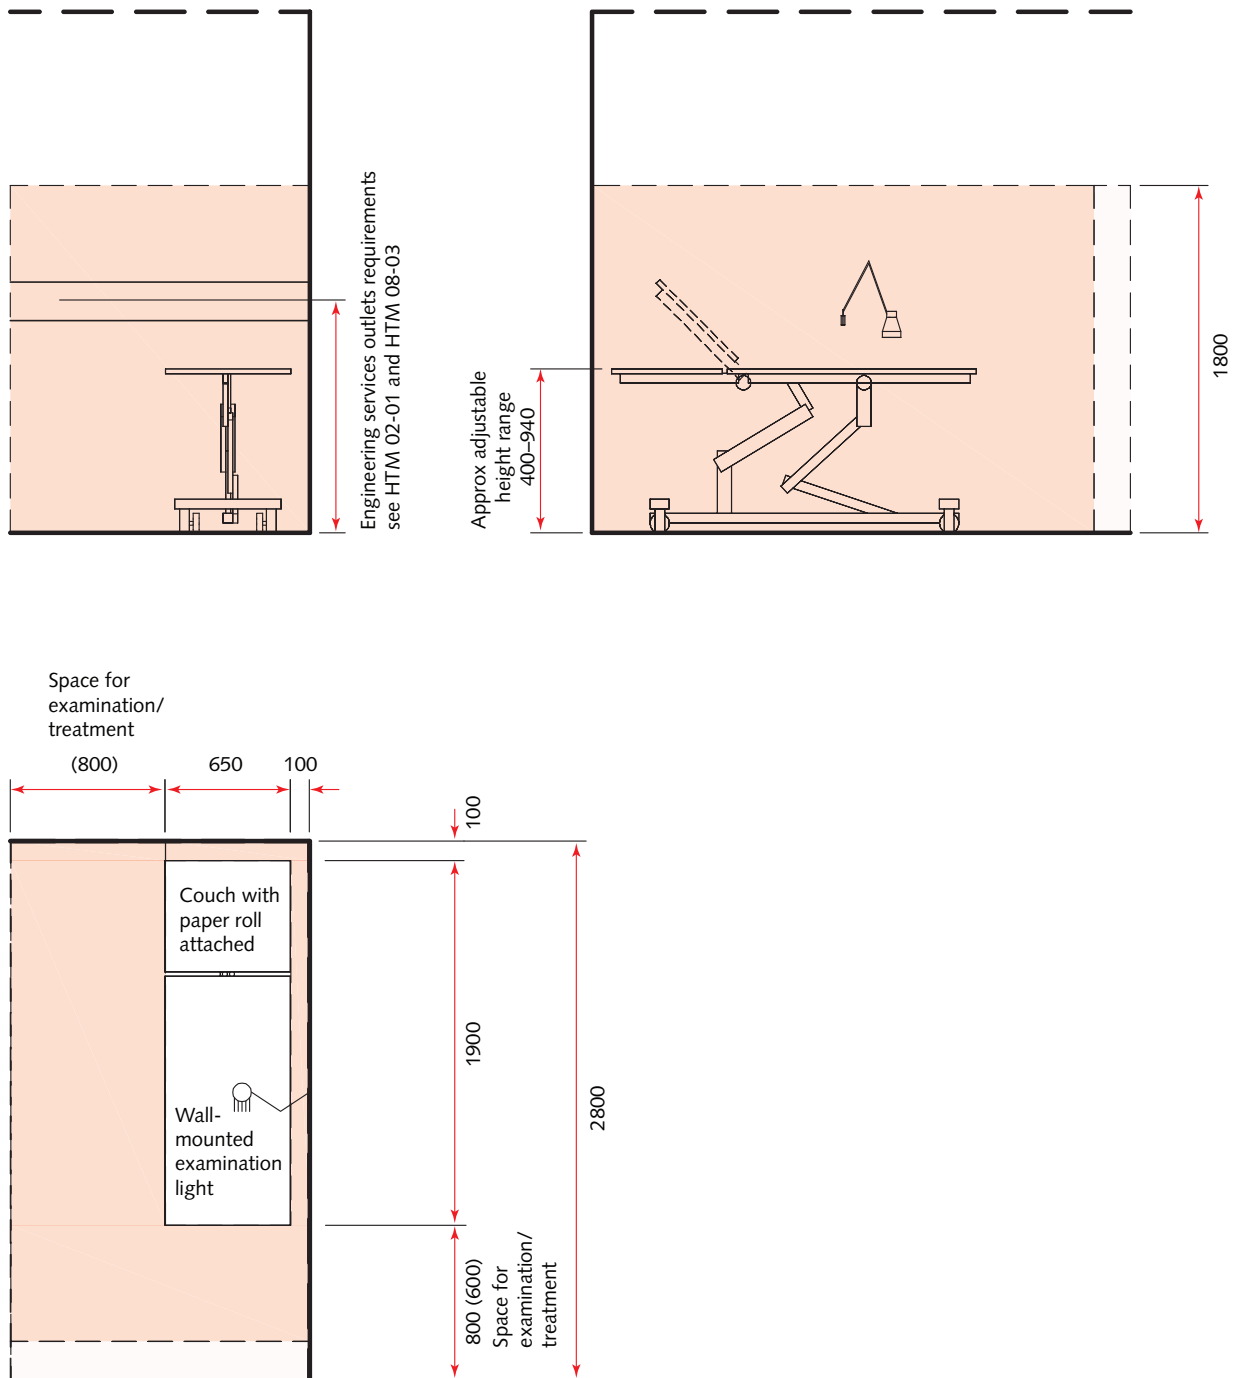 Engineering services outlets requirements
see HTM 02-01 and HTM 08-03
Approx adjustable
height range
400–940
1800
Space for
examination/
treatment
(800)
650
100
100
Couch with
paper roll
attached
1900
2800
Wall-
mounted
examination
light
800 (600)
Space for
examination/
treatment